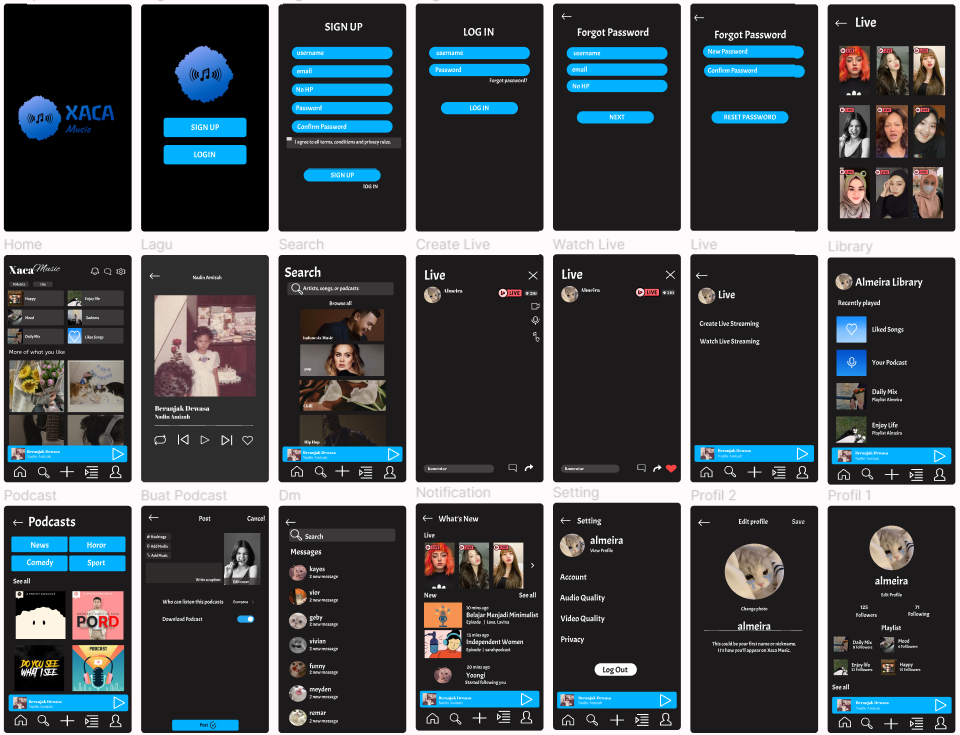 XACA
Music
SIGN UP
LOGIN
SIGN UP
username
email
No HP
Password
Confirm Password
I agree to all terms, conditions and privacy rules.
SIGN UP
LOG IN
LOG IN
username
Password
Forgot password?
LOG IN
Forgot Password
username
email
No HP
NEXT
Forgot Password
New Password
Confirm Password
RESET PASSWORD
Live
LIVE
LIVE
LIVE
LIVE
LIVE
LIVE
LIVE
LIVE
LIVE
Home
Xaca Music
Podcasts
Live
Happy
Enjoy life
Mood
Sadness
Daily Mix
Liked Songs
More of what you like
Beranjak Dewasa
Nadin Amizah
Lagu
Nadin Amizah
Beranjak Dewasa
Nadin Amizah
Search
Search
Artists, songs, or podcasts
Browse all
Indonesia Music
pop
Chill
Hip Hop
Beranjak Dewasa
Nadin Amizah
Create Live
Live
Almeira
LIVE
komentar
Watch Live
Live
Almeira
LIVE
komentar
Live
Live
Create Live Streaming
Watch Live Streaming
Beranjak Dewasa
Nadin Amizah
Library
Almeira Library
Recently played
Liked Songs
Your Podcast
Daily Mix
Playlist Almeira
Enjoy Life
Playlist Almeira
Beranjak Dewasa
Nadin Amizah
Podcast
Podcasts
News
Horor
Comedy
Sport
See all
PORD
DO YOU SEE
WHAT I SEE
PODCAST
Beranjak Dewasa
Nadin Amizah
Buat Podcast
Post
Cancel
# Hashtags
Add Media
Add Music
Write a caption
Edit cover
Who can listen this podcasts
Everyone
Download Podcast
Post
Dm
Search
Messages
kayes
2 new message
vior
2 new message
geby
2 new message
vivian
2 new message
funny
2 new message
meyden
2 new message
remar
2 new message
Notification
What's New
Live
LIVE
LIVE
LIVE
New
See all
10 mins ago
Belajar Menjadi Minimalist
Episode | Love, Levina
15 mins ago
Independent Women
Episode | sarahpodcast
20 mins ago
Yoongi
Started following you
Beranjak Dewasa
Nadin Amizah
Setting
Setting
almeira
View Profile
Account
Audio Quality
Video Quality
Privacy
Log Out
Beranjak Dewasa
Nadin Amizah
Profil 2
Edit profile
Save
Change photo
almeira
This could be your first name or nickname.
It's how you'll appear on Xaca Music.
Profil 1
almeira
Edit Profile
125
Followers
71
Following
Playlist
Daily Mix
Mood
Enjoy life
Happy
See all
Beranjak Dewasa
Nadin Amizah